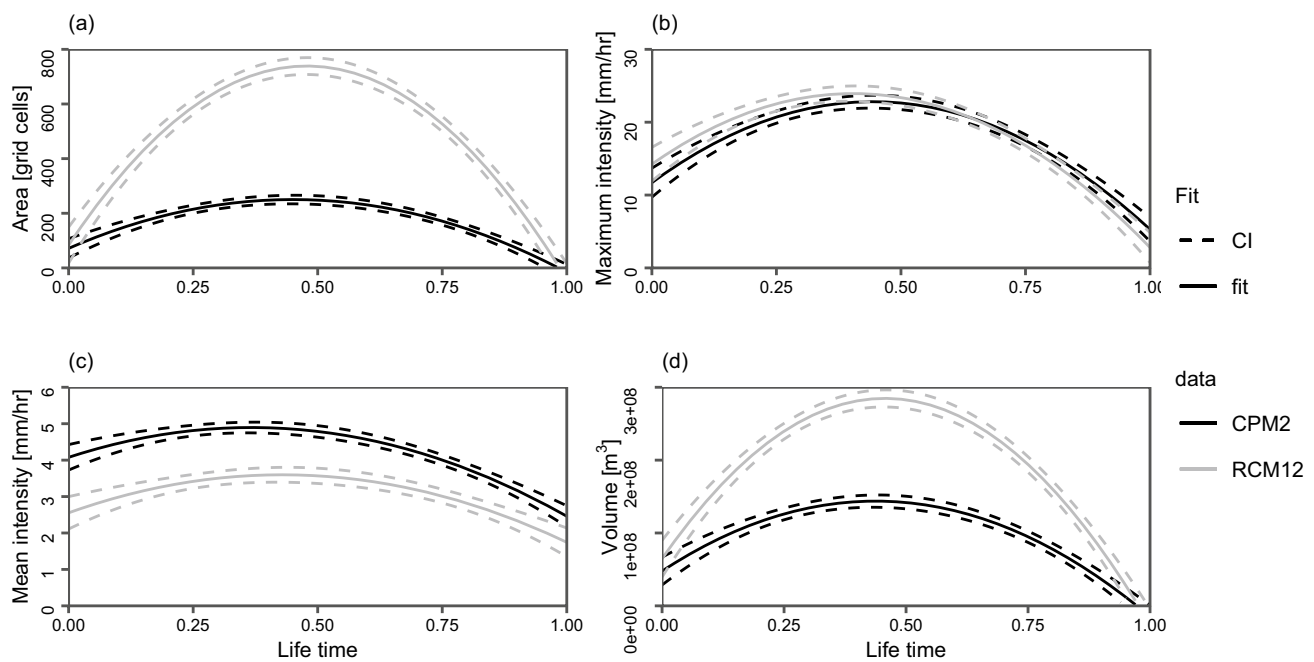 (a)
Area [grid cells]
800
600
400
200
0
0.00 0.25 0.50 0.75 1.00
(b)
Maximum intensity [mm/hr]
30
20
10
0
0.00 0.25 0.50 0.75 1.00
(c)
Mean intensity [mm/hr]
6
5
4
3
2
1
0
0.00 0.25 0.50 0.75 1.00
Life time
(d)
Volume [m³]
3e+08
2e+08
1e+08
0e+00
0.00 0.25 0.50 0.75 1.00
Life time
Fit
CI
fit
data
CPM2
RCM12